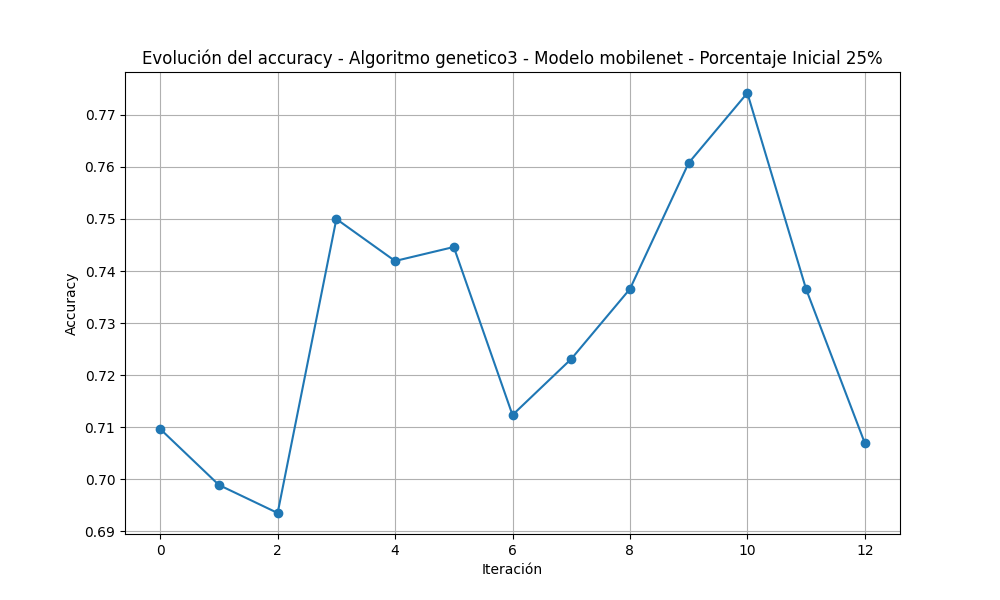 Evolución del accuracy - Algoritmo genetico3 - Modelo mobilenet - Porcentaje Inicial 25%
Accuracy
0.77
0.76
0.75
0.74
0.73
0.72
0.71
0.70
0.69
0 2 4 6 8 10 12
Iteración